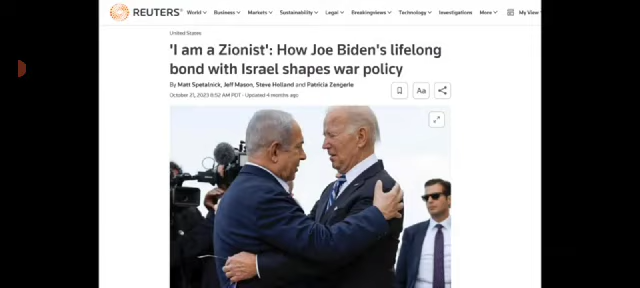 REUTERS® World Business Markets Sustainability Legal Breakingviews Technology Investigations More My View
United States
'I am a Zionist': How Joe Biden's lifelong
bond with Israel shapes war policy
By Matt Spetalnick, Jeff Mason, Steve Holland and Patricia Zengerle
October 21, 2023 8:52 AM PDT · Updated 4 months ago
Aa